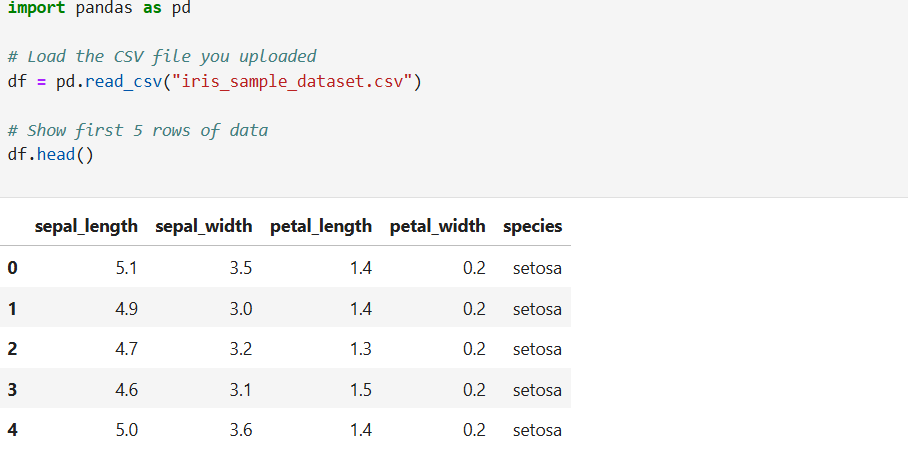 import pandas as pd
# Load the CSV file you uploaded
df = pd.read_csv("iris_sample_dataset.csv")
# Show first 5 rows of data
df.head()
sepal_length sepal_width petal_length petal_width species
0 5.1 3.5 1.4 0.2 setosa
1 4.9 3.0 1.4 0.2 setosa
2 4.7 3.2 1.3 0.2 setosa
3 4.6 3.1 1.5 0.2 setosa
4 5.0 3.6 1.4 0.2 setosa